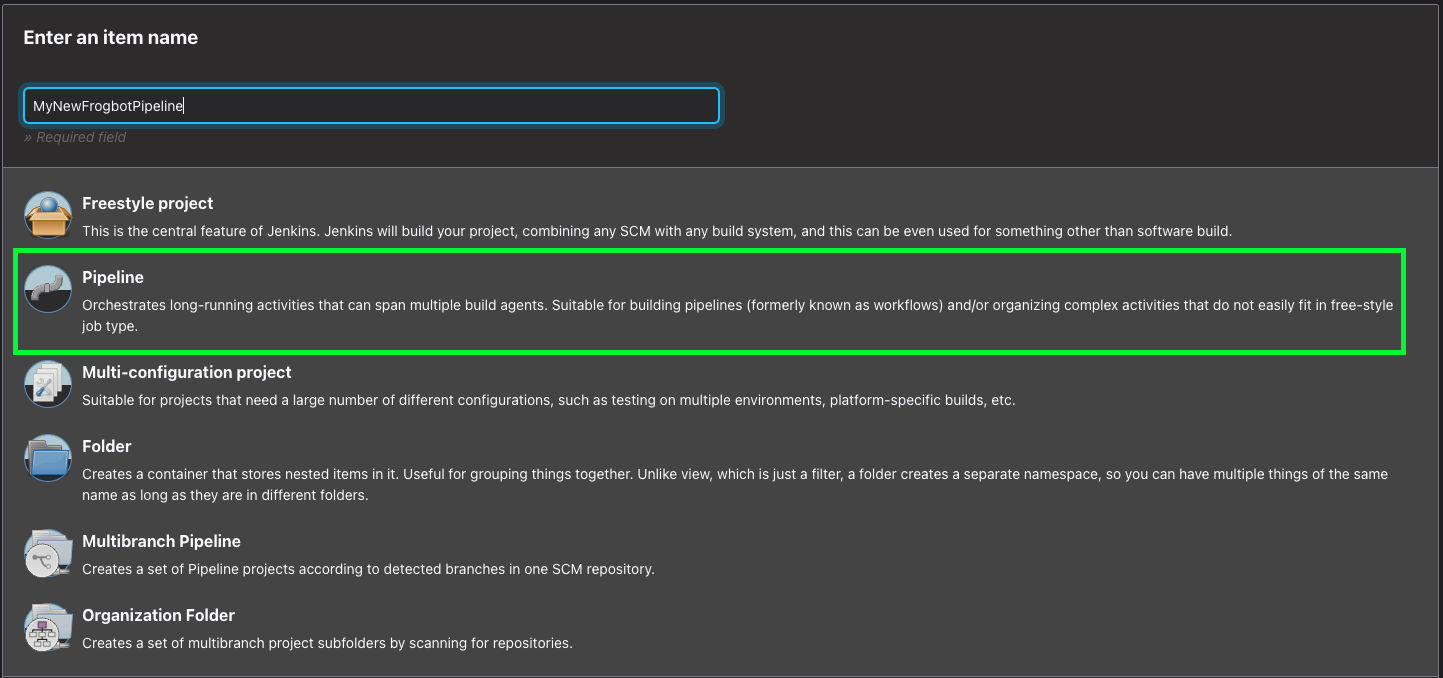 Enter an item name
MyNewFrogbotPipeline
» Required field
Freestyle project
This is the central feature of Jenkins. Jenkins will build your project, combining any SCM with any build system, and this can be even used for something other than software build.
Pipeline
Orchestrates long-running activities that can span multiple build agents. Suitable for building pipelines (formerly known as workflows) and/or organizing complex activities that do not easily fit in free-style
job type.
Multi-configuration project
Suitable for projects that need a large number of different configurations, such as testing on multiple environments, platform-specific builds, etc.
Folder
Creates a container that stores nested items in it. Useful for grouping things together. Unlike view, which is just a filter, a folder creates a separate namespace, so you can have multiple things of the same
name as long as they are in different folders.
Multibranch Pipeline
Creates a set of Pipeline projects according to detected branches in one SCM repository.
Organization Folder
Creates a set of multibranch project subfolders by scanning for repositories.